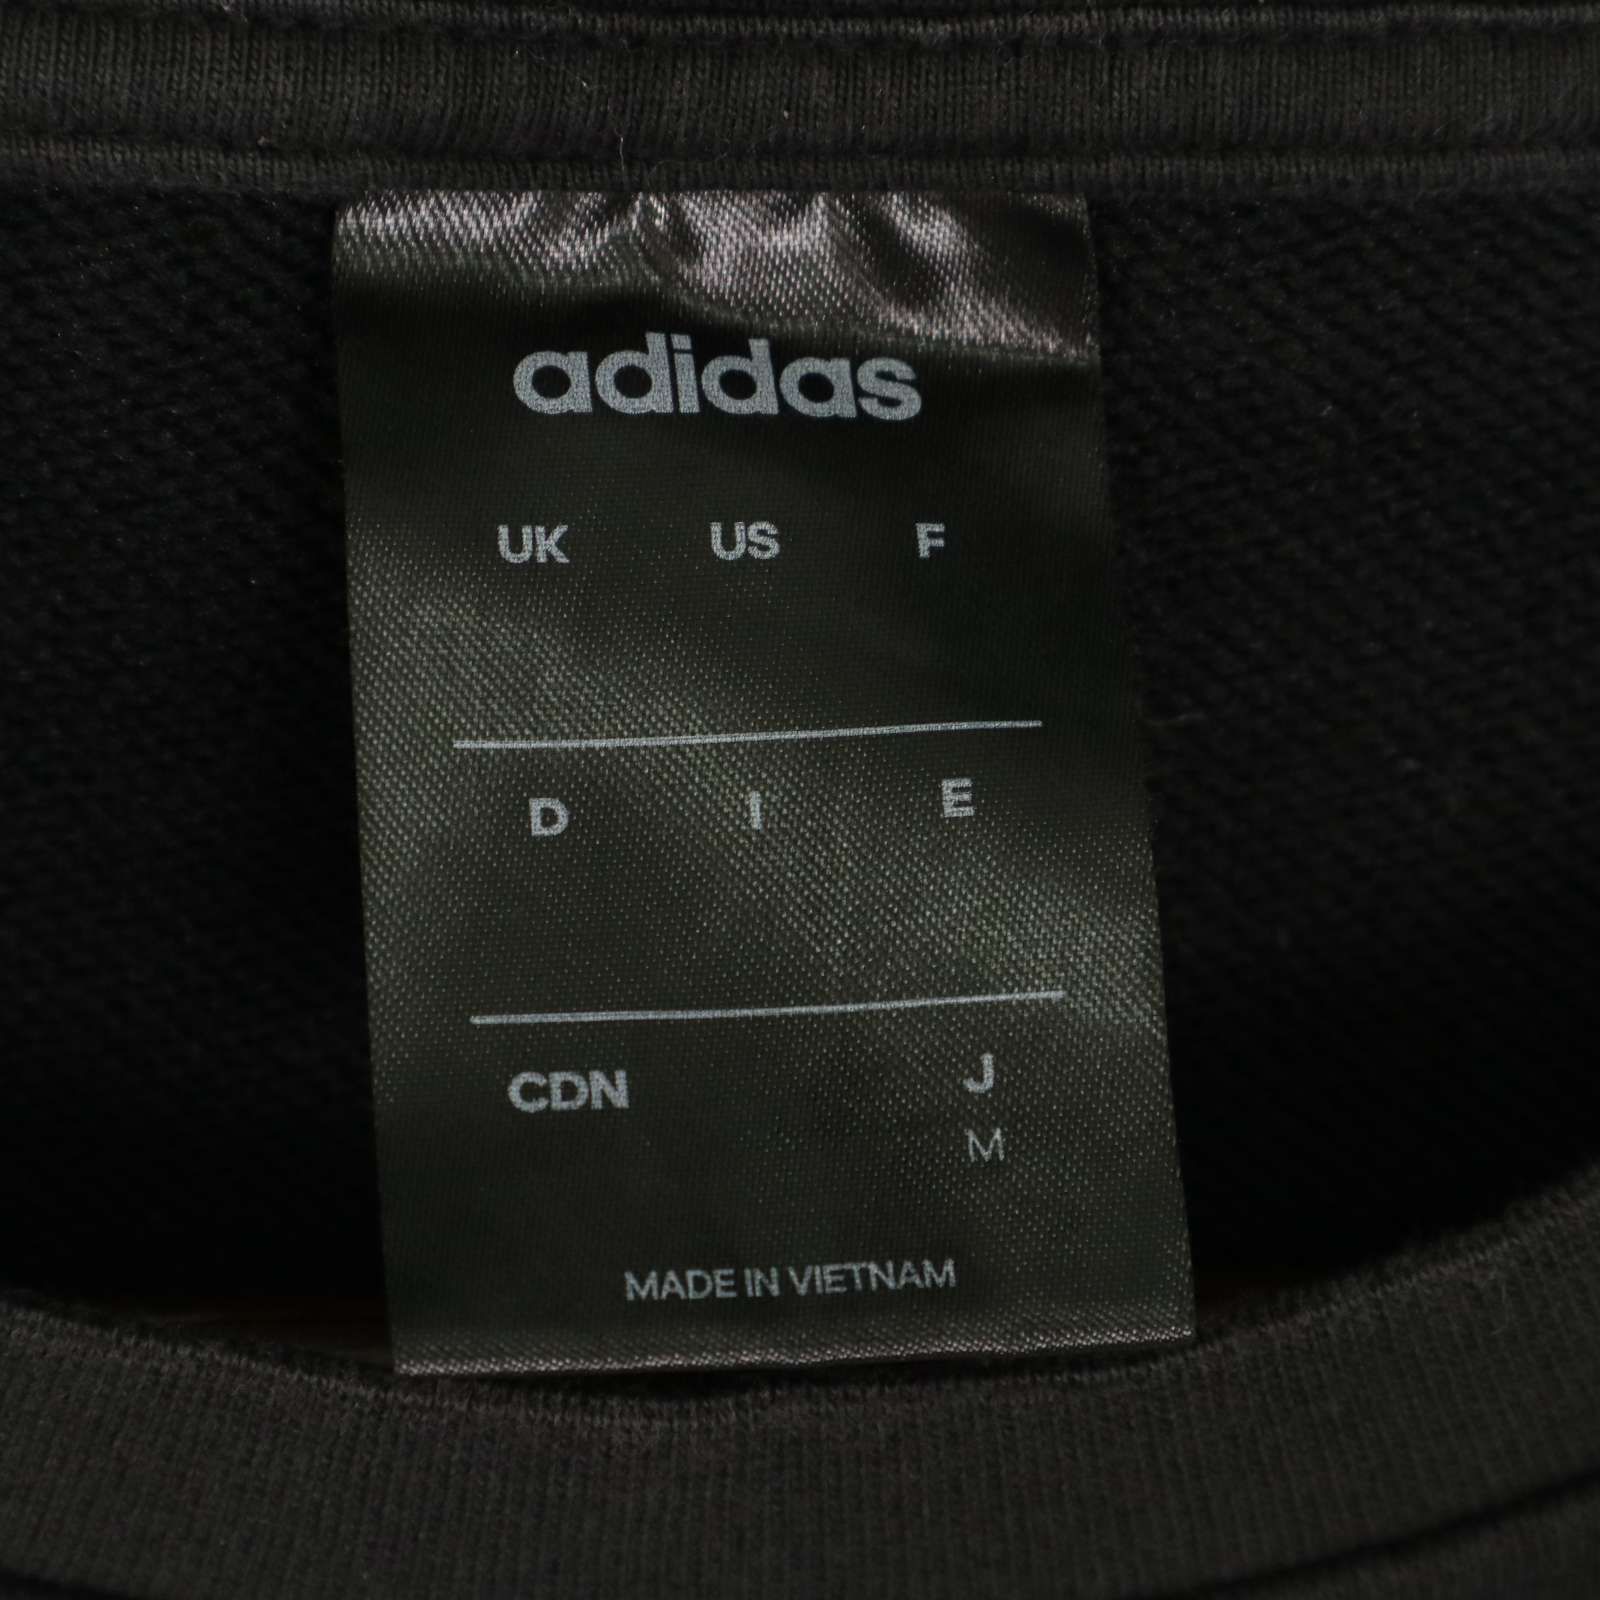 adidas
UK US F
D I E
CDN J
M
MADE IN VIETNAM